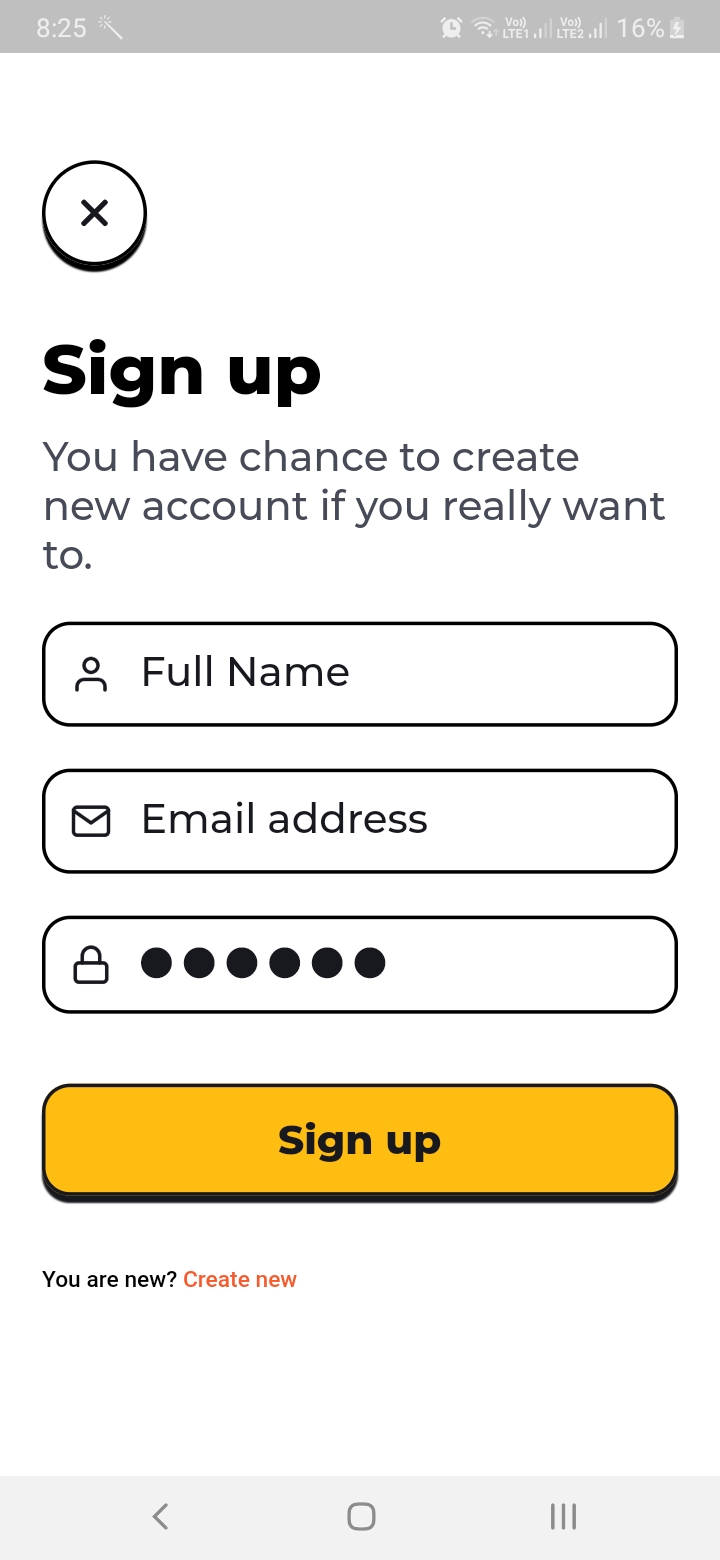 8:25
Vo)) LTE1 Vo)) LTE2 16%
Sign up
You have chance to create
new account if you really want
to.
Full Name
Email address
Sign up
You are new? Create new